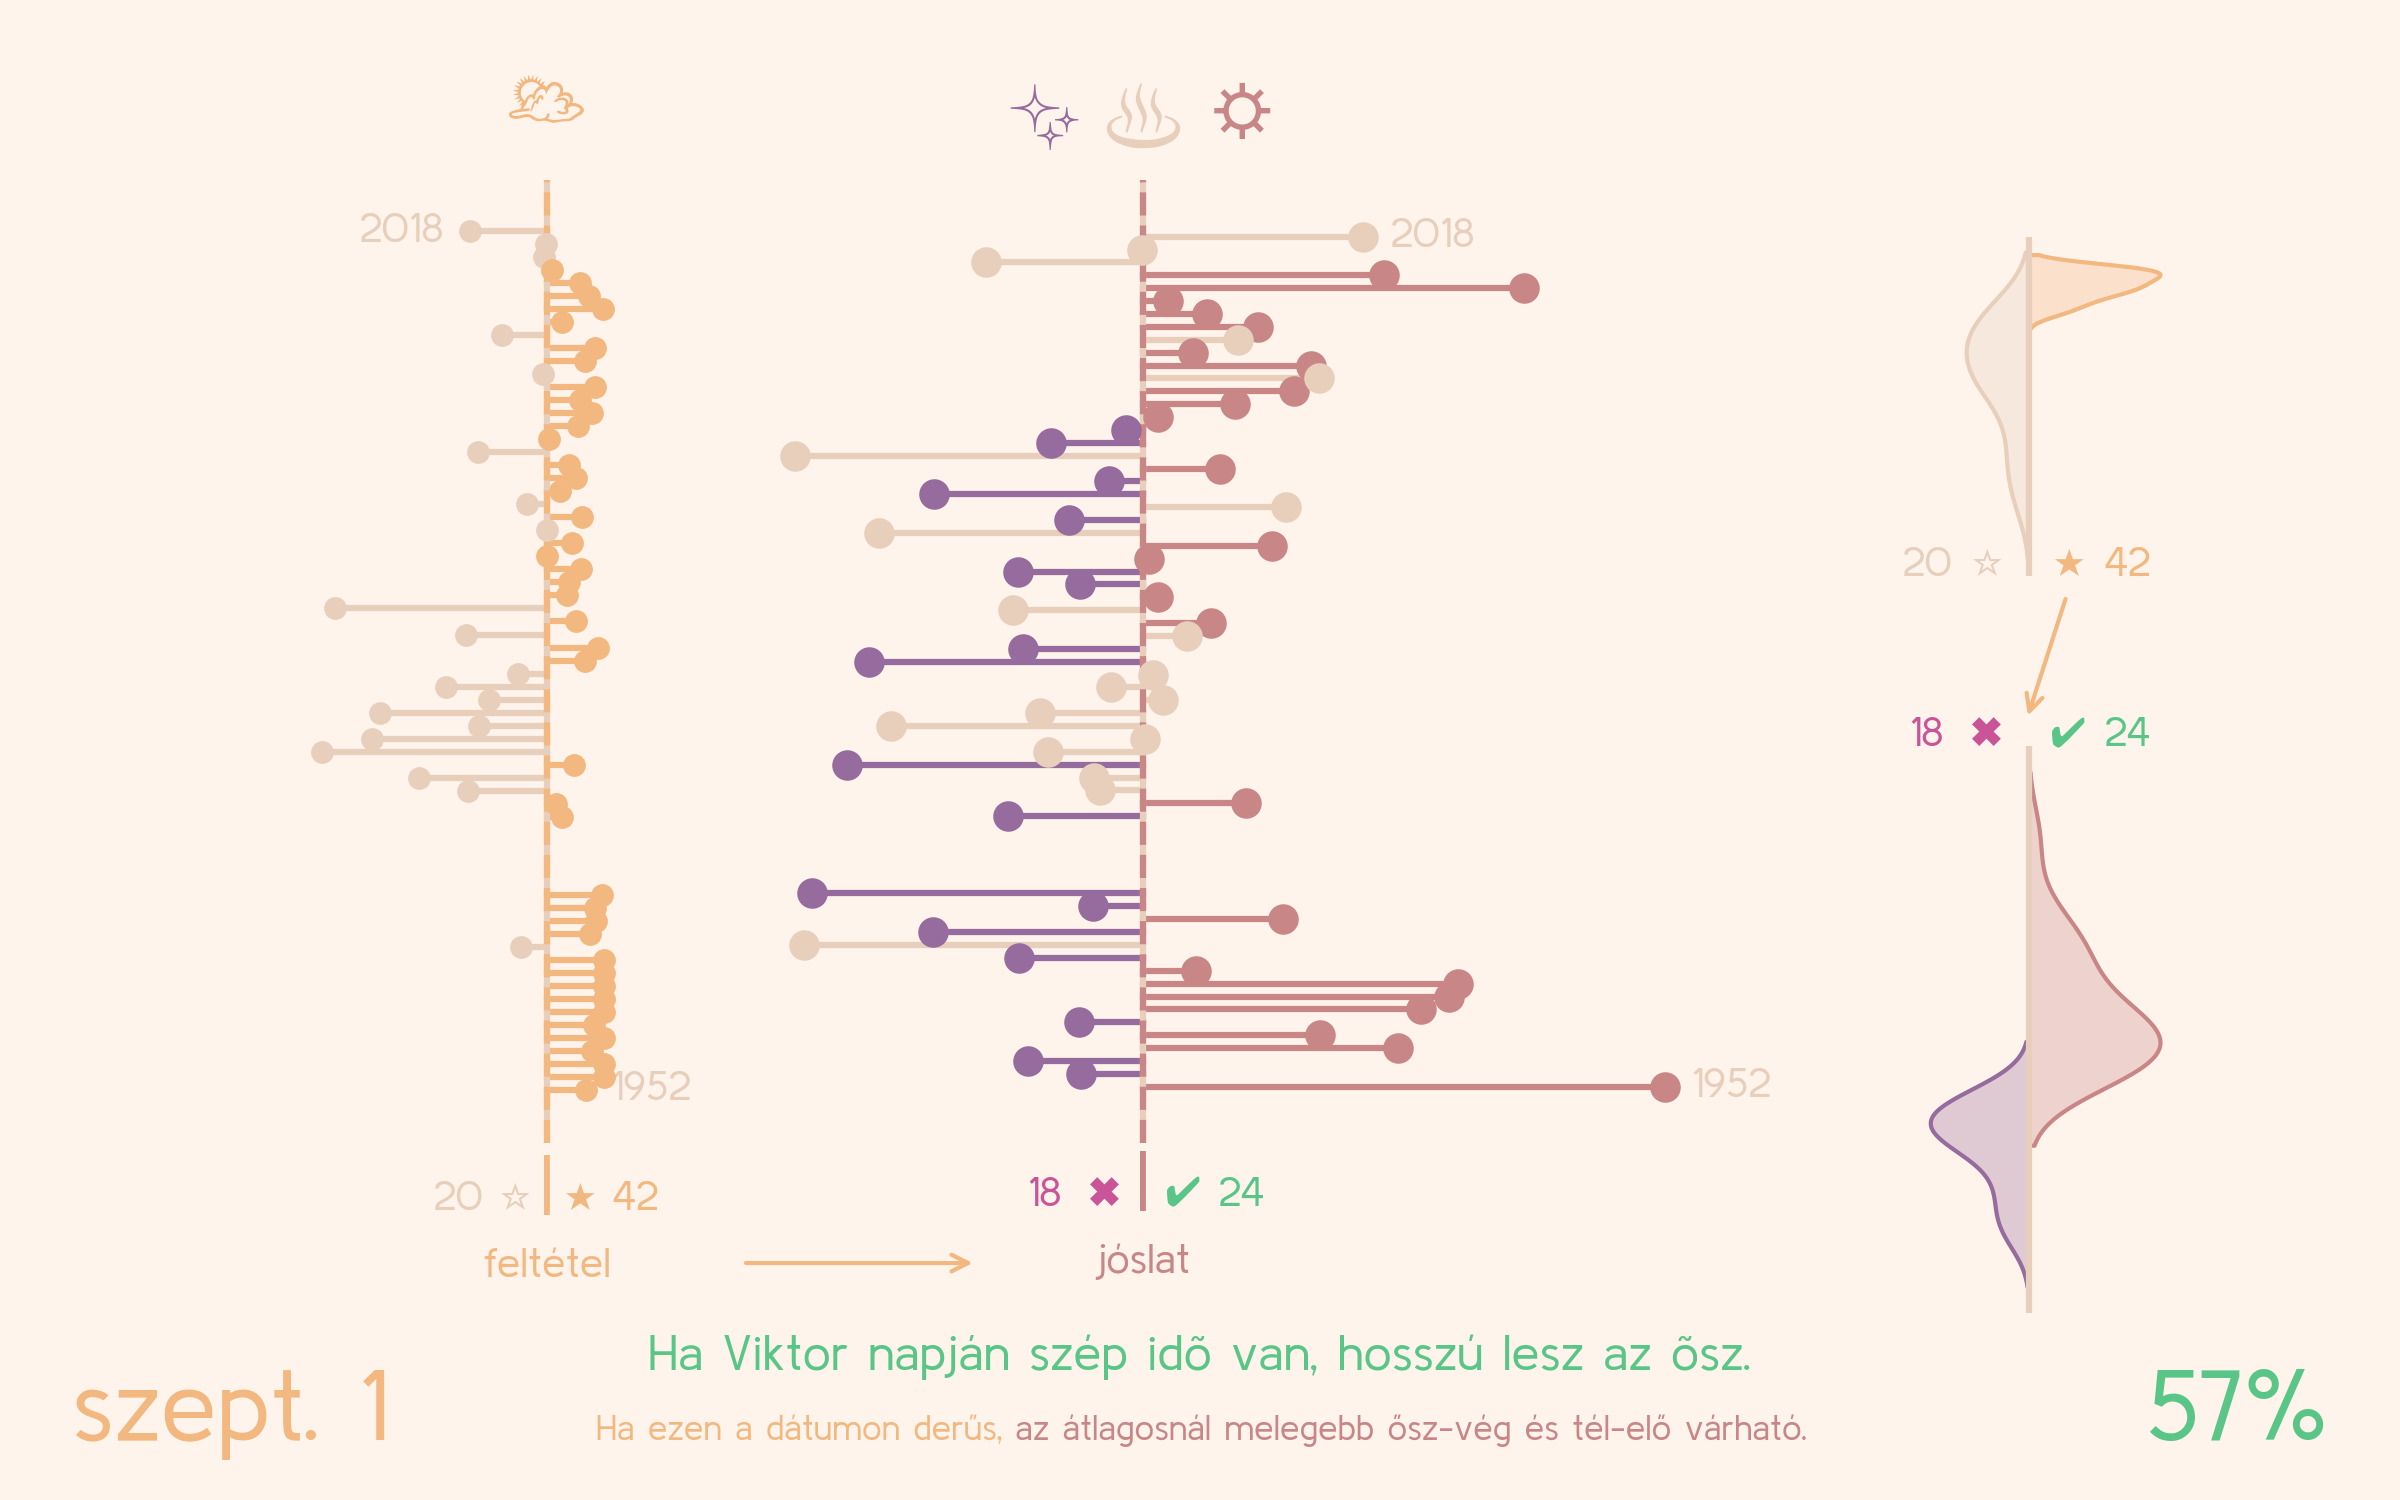 2018
2018
20 ☆ ★ 42
18 ✖ ✔ 24
1952
1952
20 ☆ ★ 42
18 ✖ ✔ 24
feltétel
jóslat
Ha Viktor napján szép idõ van, hosszú lesz az õsz.
szept. 1
57%
Ha ezen a dátumon derűs, az átlagosnál melegebb ősz-vég és tél-elő várható.